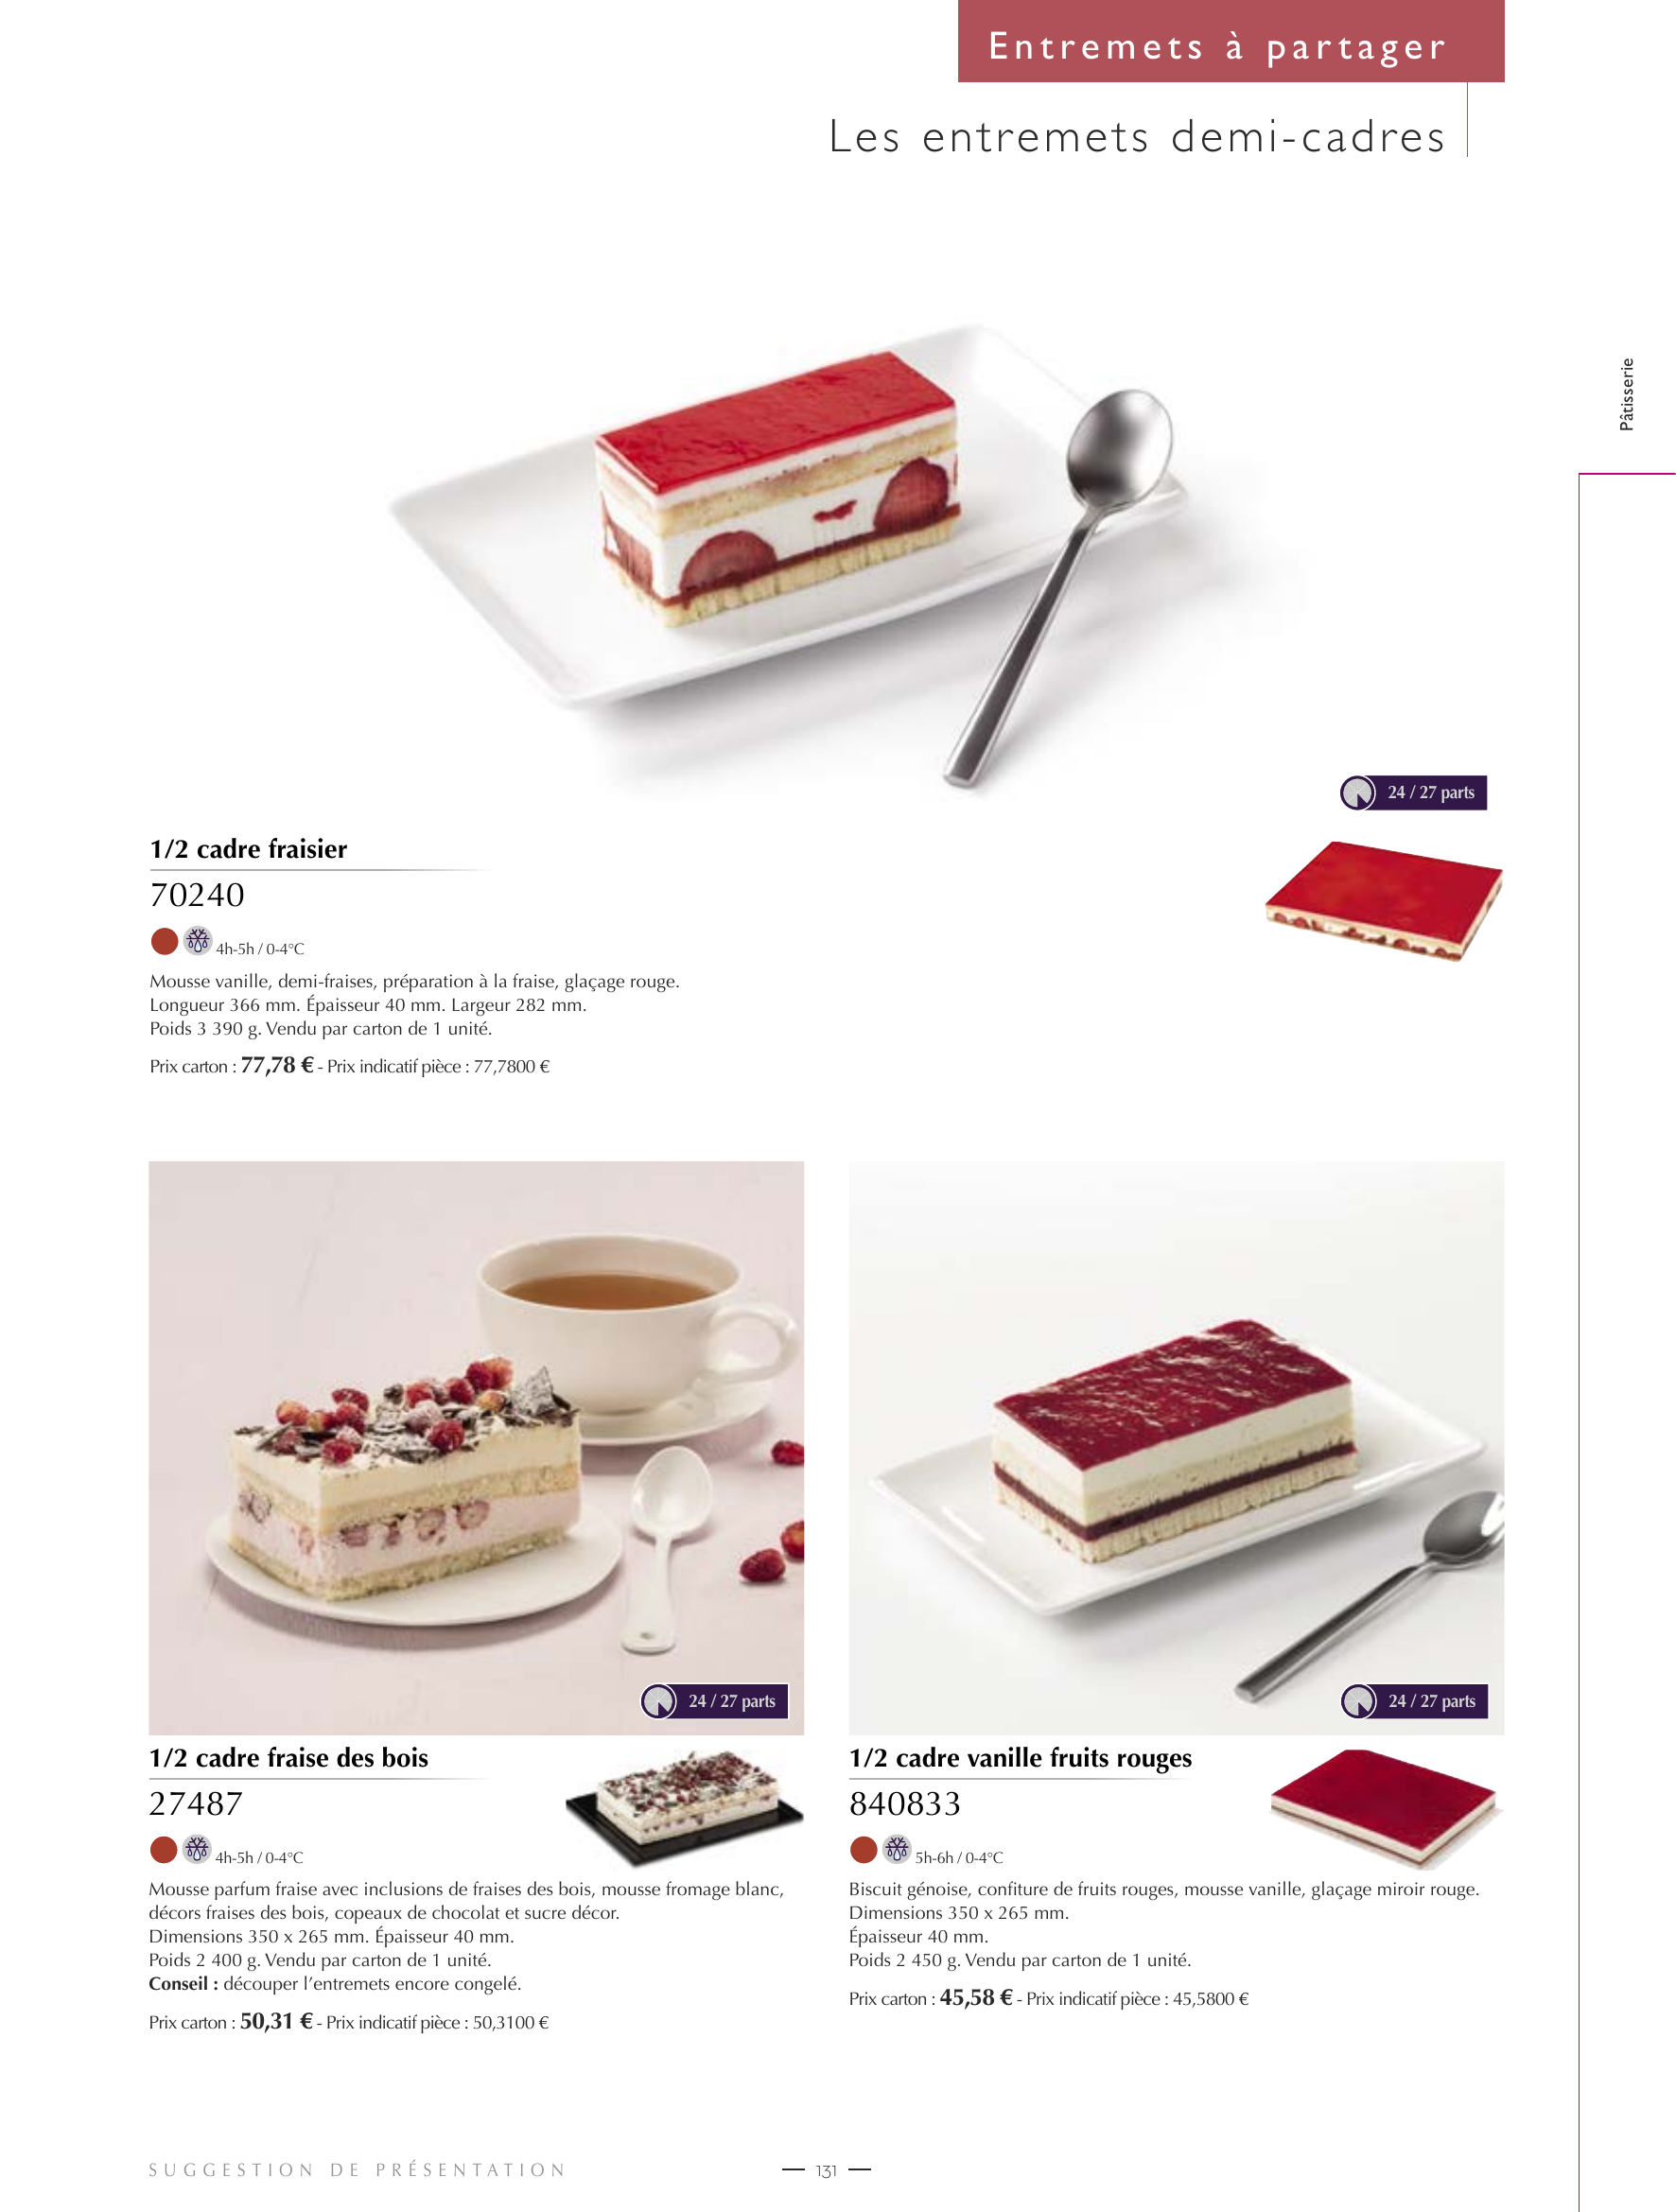 Entremets à partager
Les entremets demi-cadres
Pâtisserie
24 / 27 parts
1/2 cadre fraisier
70240
4h-5h / 0-4°C
Mousse vanille, demi-fraises, préparation à la fraise, glaçage rouge.
Longueur 366 mm. Épaisseur 40 mm. Largeur 282 mm.
Poids 3 390 g. Vendu par carton de 1 unité.
Prix carton : 77,78 € - Prix indicatif pièce : 77,7800 €
24 / 27 parts
1/2 cadre fraise des bois
27487
4h-5h / 0-4°C
Mousse parfum fraise avec inclusions de fraises des bois, mousse fromage blanc,
décors fraises des bois, copeaux de chocolat et sucre décor.
Dimensions 350 x 265 mm. Épaisseur 40 mm.
Poids 2 400 g. Vendu par carton de 1 unité.
Conseil : découper l'entremets encore congelé.
Prix carton : 50,31 € - Prix indicatif pièce : 50,3100 €
24 / 27 parts
1/2 cadre vanille fruits rouges
840833
5h-6h / 0-4°C
Biscuit génoise, confiture de fruits rouges, mousse vanille, glaçage miroir rouge.
Dimensions 350 x 265 mm.
Épaisseur 40 mm.
Poids 2 450 g. Vendu par carton de 1 unité.
Prix carton : 45,58 € - Prix indicatif pièce : 45,5800 €
SUGGESTION DE PRÉSENTATION
131